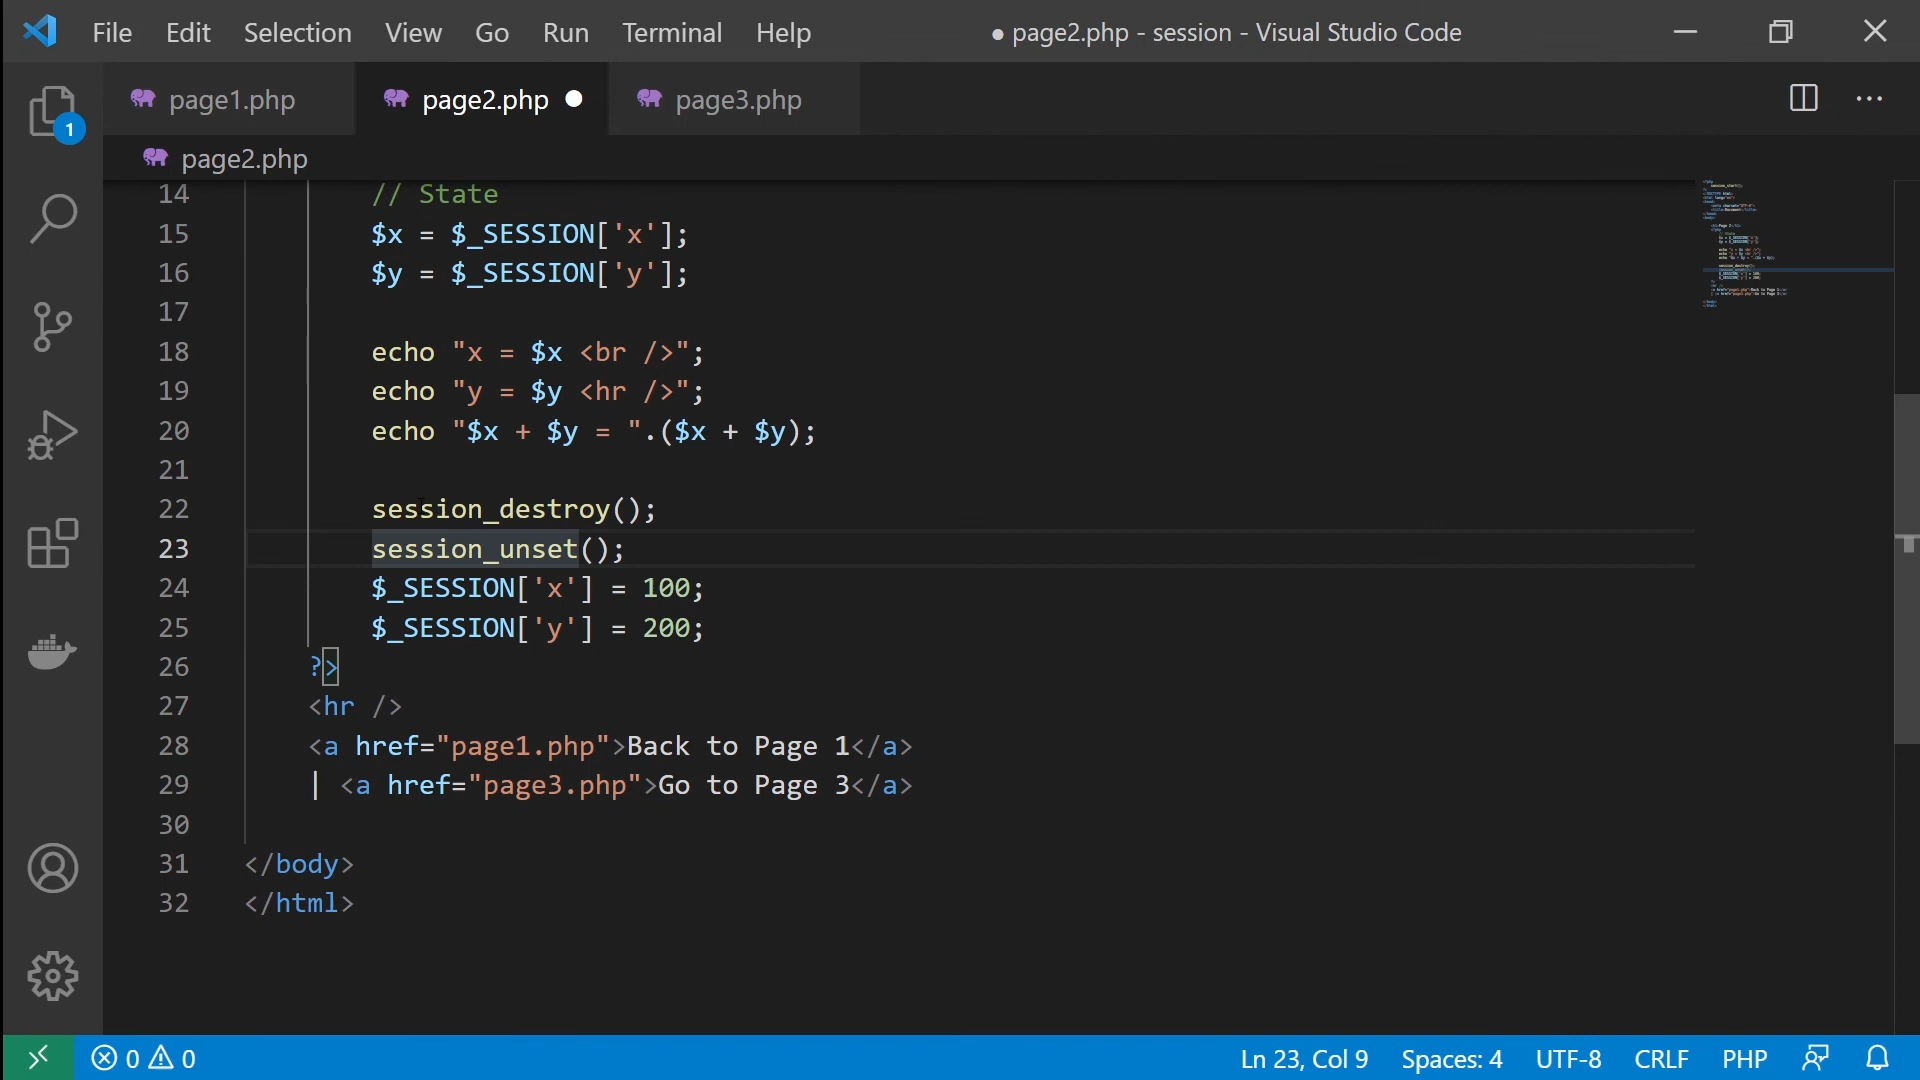 File Edit Selection View Go Run Terminal Help ● page2.php - session - Visual Studio Code
page1.php page2.php ● page3.php
1
page2.php
14 // State
15 $x = $_SESSION['x'];
16 $y = $_SESSION['y'];
17
18 echo "x = $x <br />";
19 echo "y = $y <hr />";
20 echo "$x + $y = ".($x + $y);
21
22 session_destroy();
23 session_unset();
24 $_SESSION['x'] = 100;
25 $_SESSION['y'] = 200;
26 ?>
27 <hr />
28 <a href="page1.php">Back to Page 1</a>
29 | <a href="page3.php">Go to Page 3</a>
30
31 </body>
32 </html>
0 0 Ln 23, Col 9 Spaces: 4 UTF-8 CRLF PHP